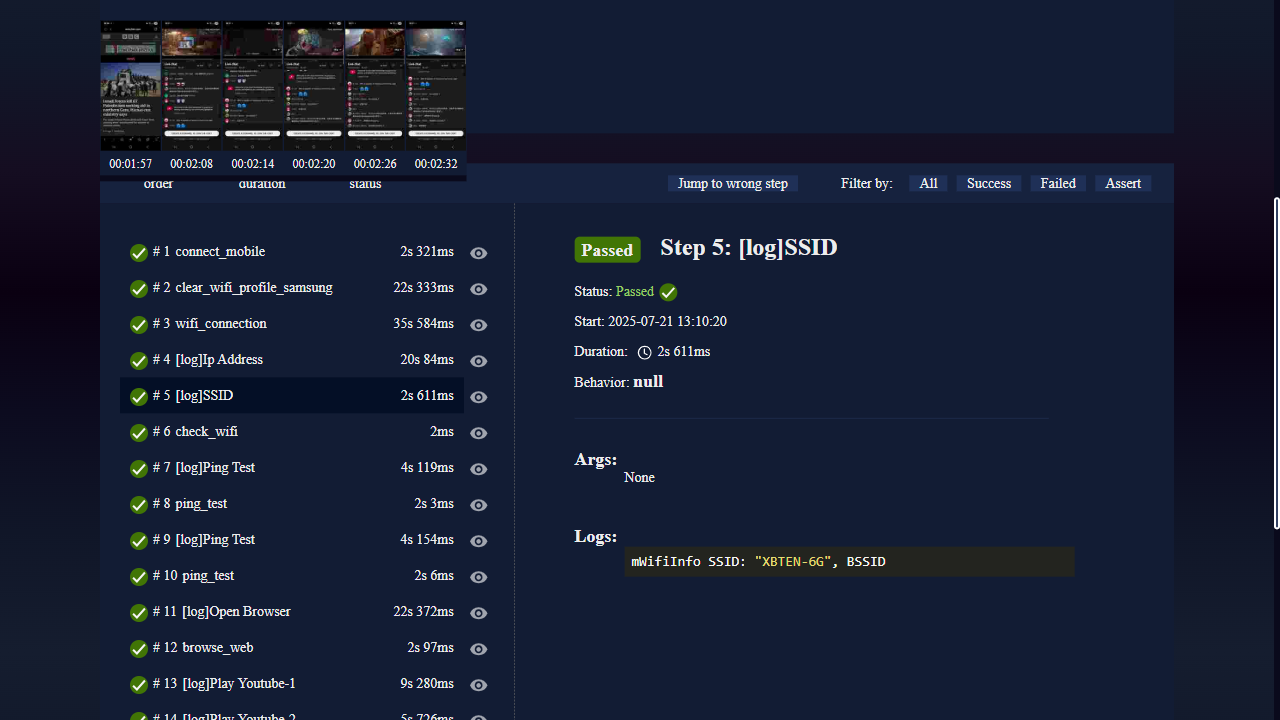 00:01:57 00:02:08 00:02:14 00:02:20 00:02:26 00:02:32
order duration status
Jump to wrong step Filter by: All Success Failed Assert
# 1 connect_mobile 2s 321ms
# 2 clear_wifi_profile_samsung 22s 333ms
# 3 wifi_connection 35s 584ms
# 4 [log]Ip Address 20s 84ms
# 5 [log]SSID 2s 611ms
# 6 check_wifi 2ms
# 7 [log]Ping Test 4s 119ms
# 8 ping_test 2s 3ms
# 9 [log]Ping Test 4s 154ms
# 10 ping_test 2s 6ms
# 11 [log]Open Browser 22s 372ms
# 12 browse_web 2s 97ms
# 13 [log]Play Youtube-1 9s 280ms
# 14 [log]Play Youtube-2 5s 726ms
Passed Step 5: [log]SSID
Status: Passed
Start: 2025-07-21 13:10:20
Duration: 2s 611ms
Behavior: null
Args:
None
Logs:
mWifiInfo SSID: "XBTEN-6G", BSSID